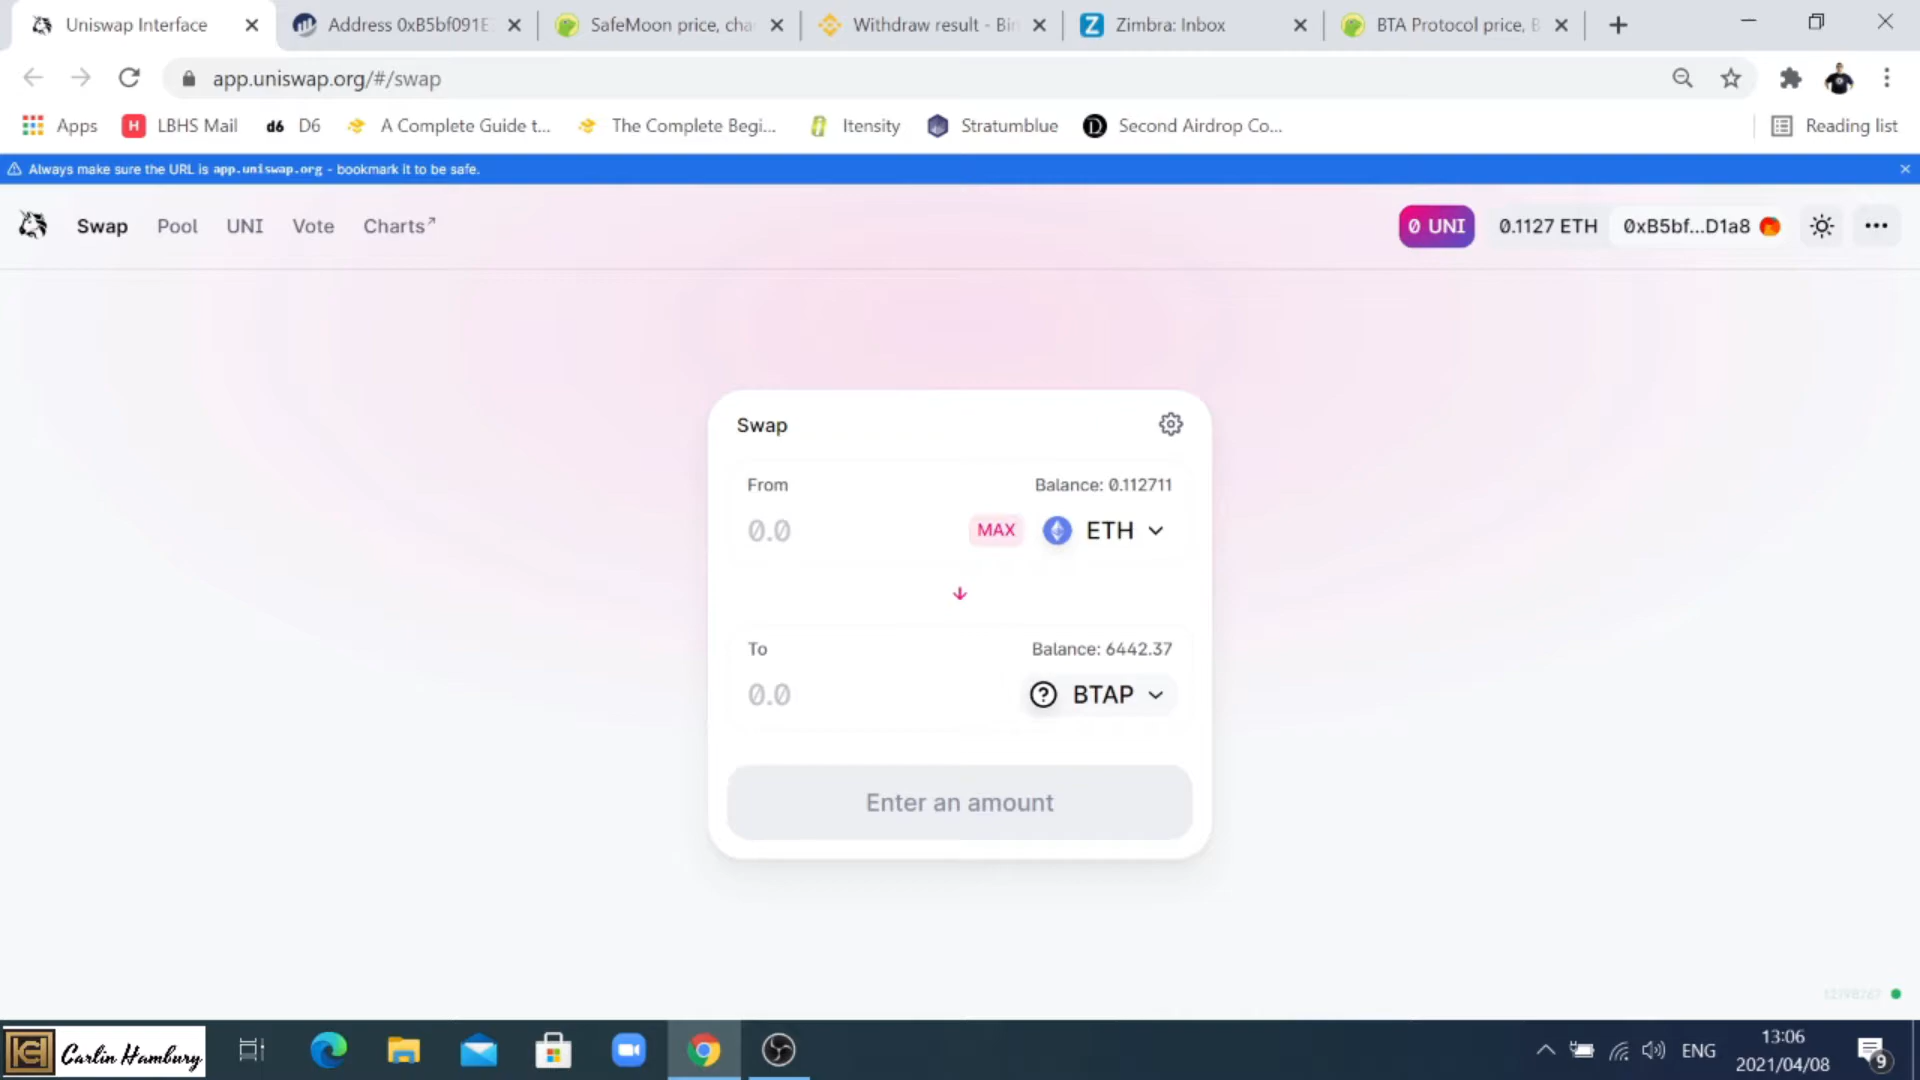 Uniswap Interface
Address 0xB5bf091E
SafeMoon price, cha
Withdraw result - Bin
Zimbra: Inbox
BTA Protocol price, B
app.uniswap.org/#/swap
Apps
LBHS Mail
d6 D6
A Complete Guide t...
The Complete Begi...
Itensity
Stratumblue
Second Airdrop Co...
Reading list
Always make sure the URL is app.uniswap.org - bookmark it to be safe.
Swap
Pool
UNI
Vote
Charts↗
0 UNI
0.1127 ETH
0xB5bf...D1a8
Swap
From
Balance: 0.112711
0.0
MAX
ETH
To
Balance: 6442.37
0.0
BTAP
Enter an amount
Carlin Hambury
ENG
13:06
2021/04/08
9